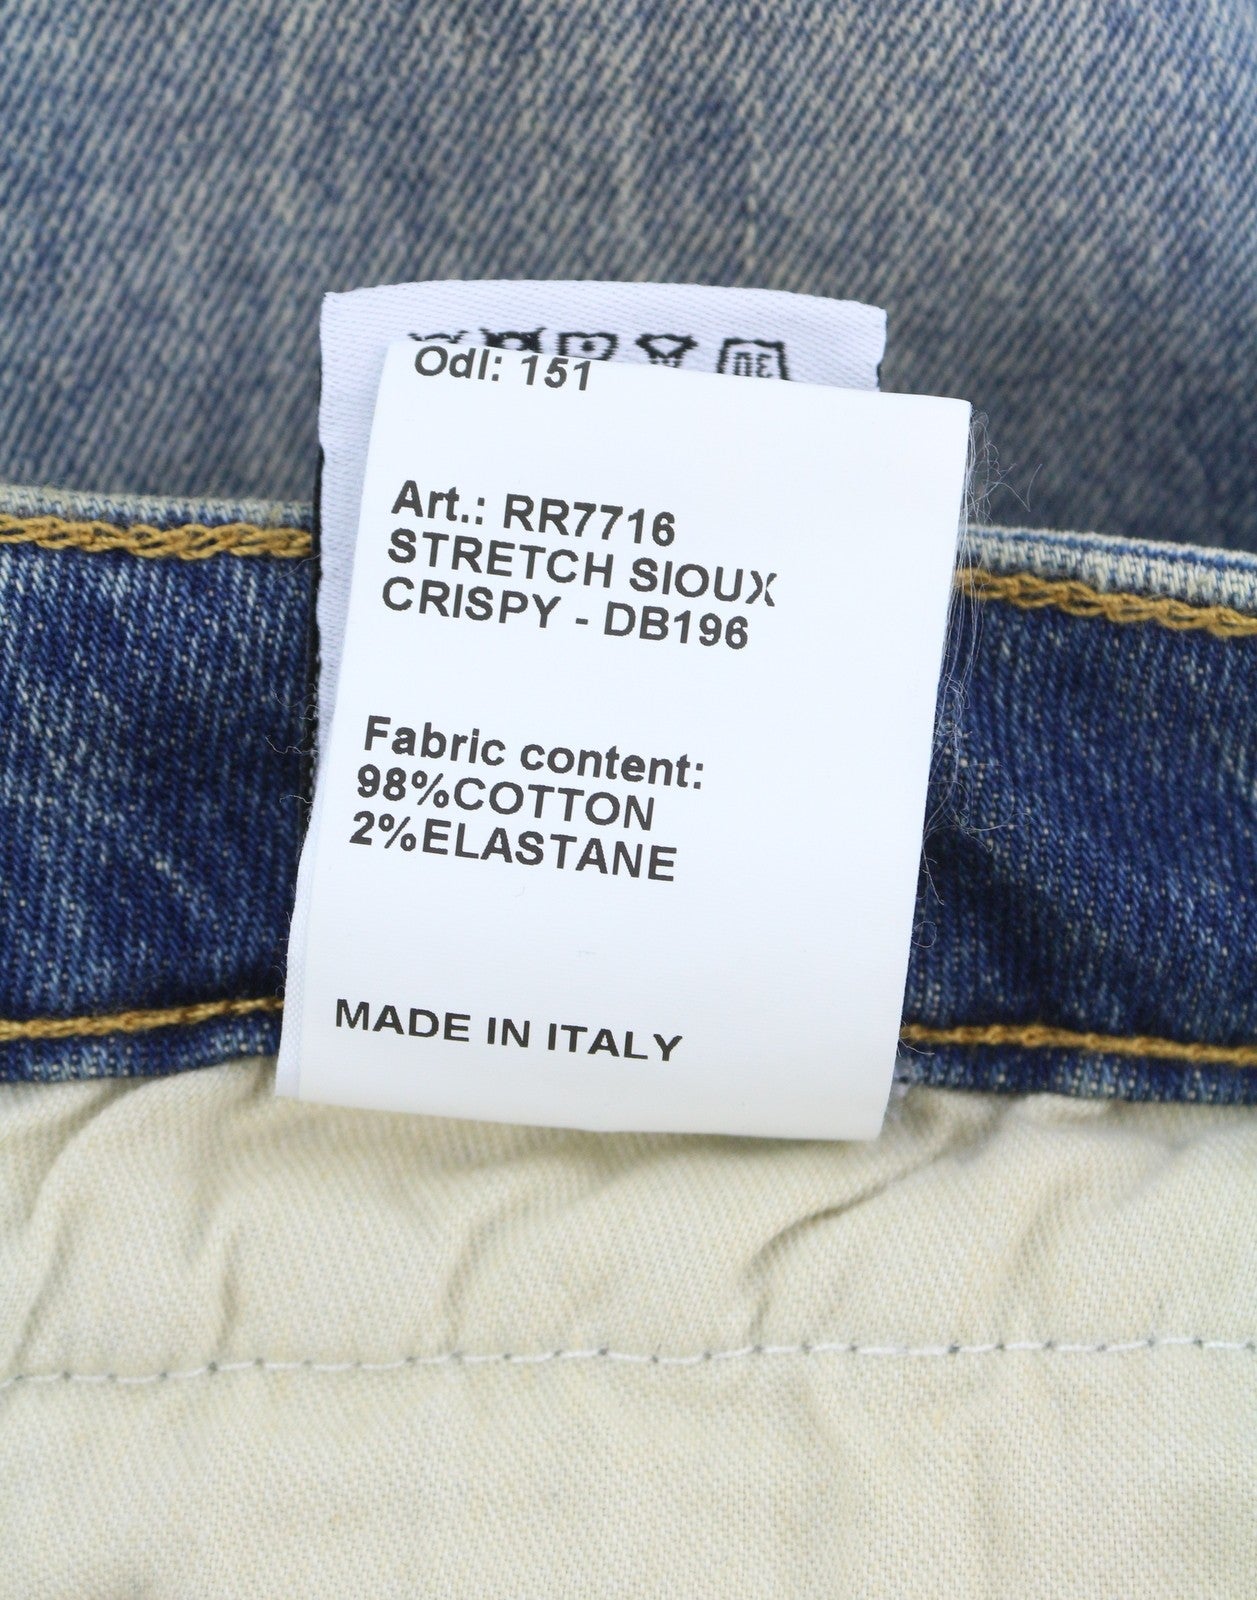 Odl: 151
Art.: RR7716
STRETCH SIOUX
CRISPY - DB196
Fabric content:
98%COTTON
2%ELASTANE
MADE IN ITALY